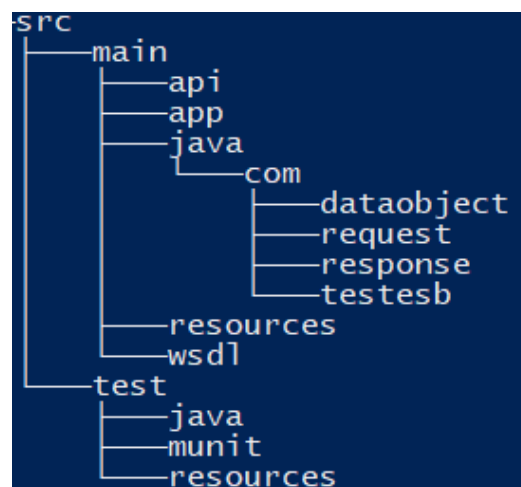 src
main
api
app
java
com
dataobject
request
response
testesb
resources
wsdl
test
java
munit
resources